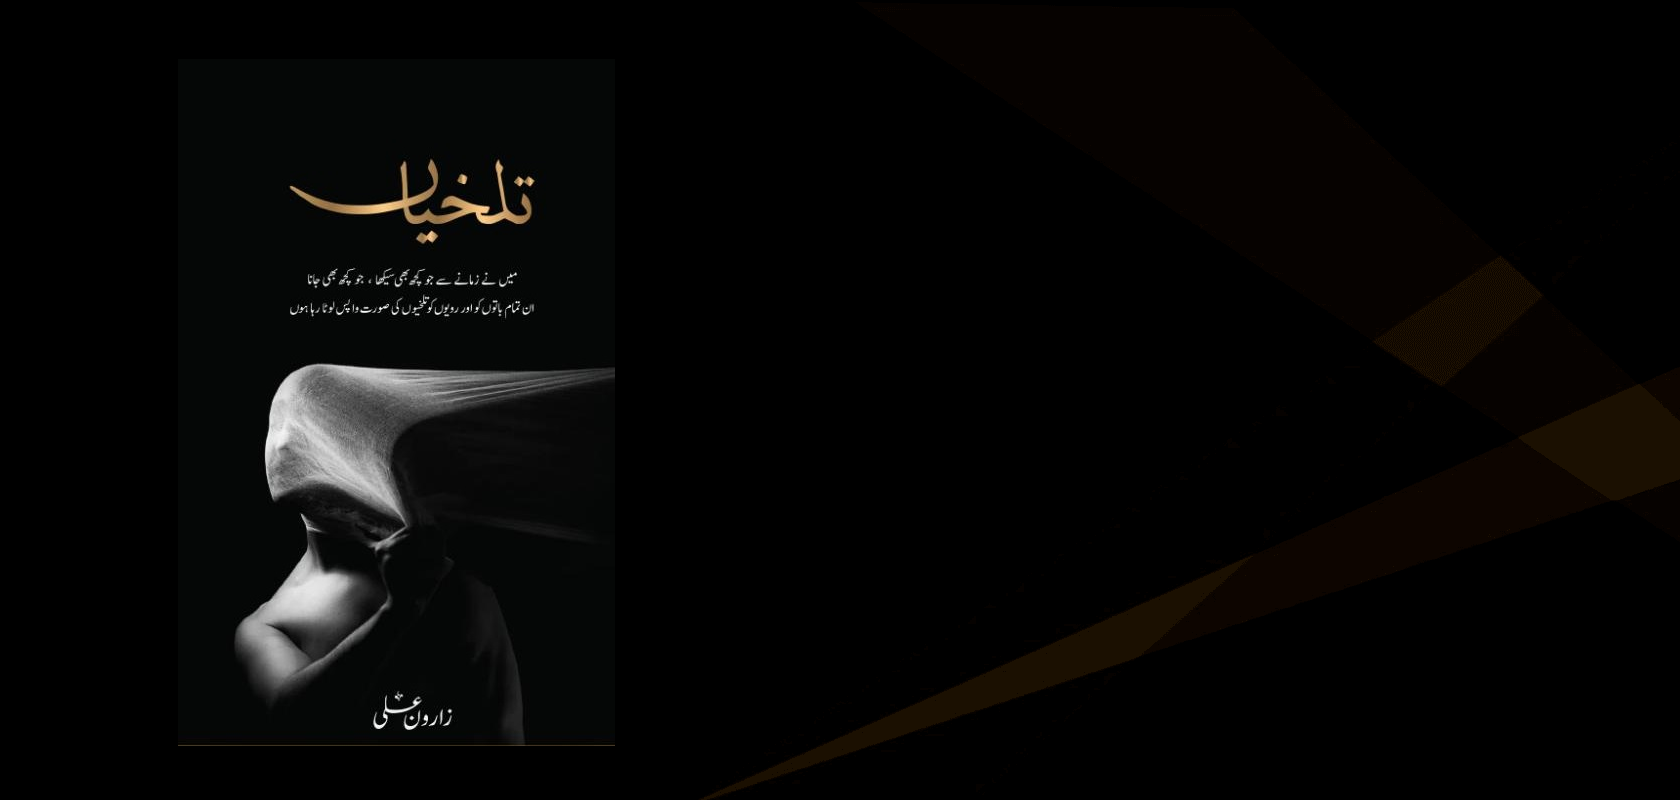 تلخیاں
میں نے زمانے سے جو کچھ بھی سیکھا ، جو کچھ بھی جانا
ان تمام باتوں کو اور رویوں کو تلخیوں کی صورت واپس لوٹا رہا ہوں
زارون علی